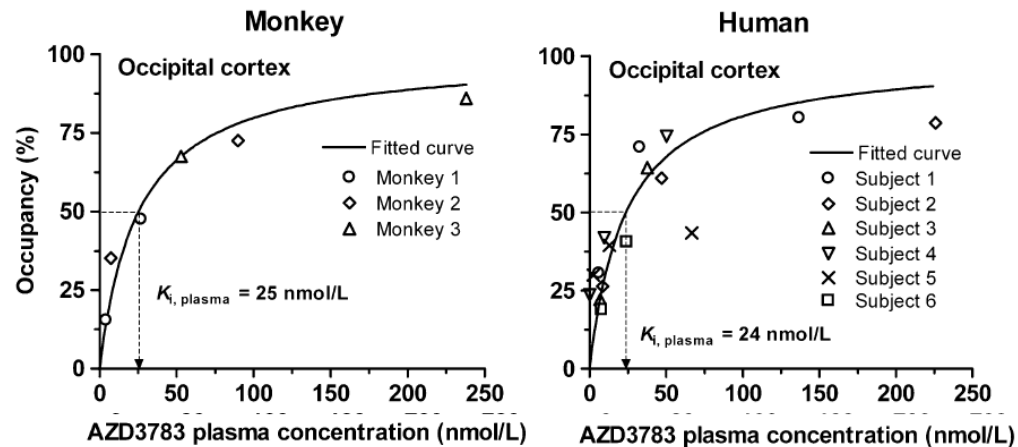 Monkey
Occupancy (%)
100
75
50
25
0
Occipital cortex
Fitted curve
Monkey 1
Monkey 2
Monkey 3
Ki, plasma = 25 nmol/L
0 50 100 150 200 250
AZD3783 plasma concentration (nmol/L)
Human
100
75
50
25
0
Occipital cortex
Fitted curve
Subject 1
Subject 2
Subject 3
Subject 4
Subject 5
Subject 6
Ki, plasma = 24 nmol/L
0 50 100 150 200 250
AZD3783 plasma concentration (nmol/L)